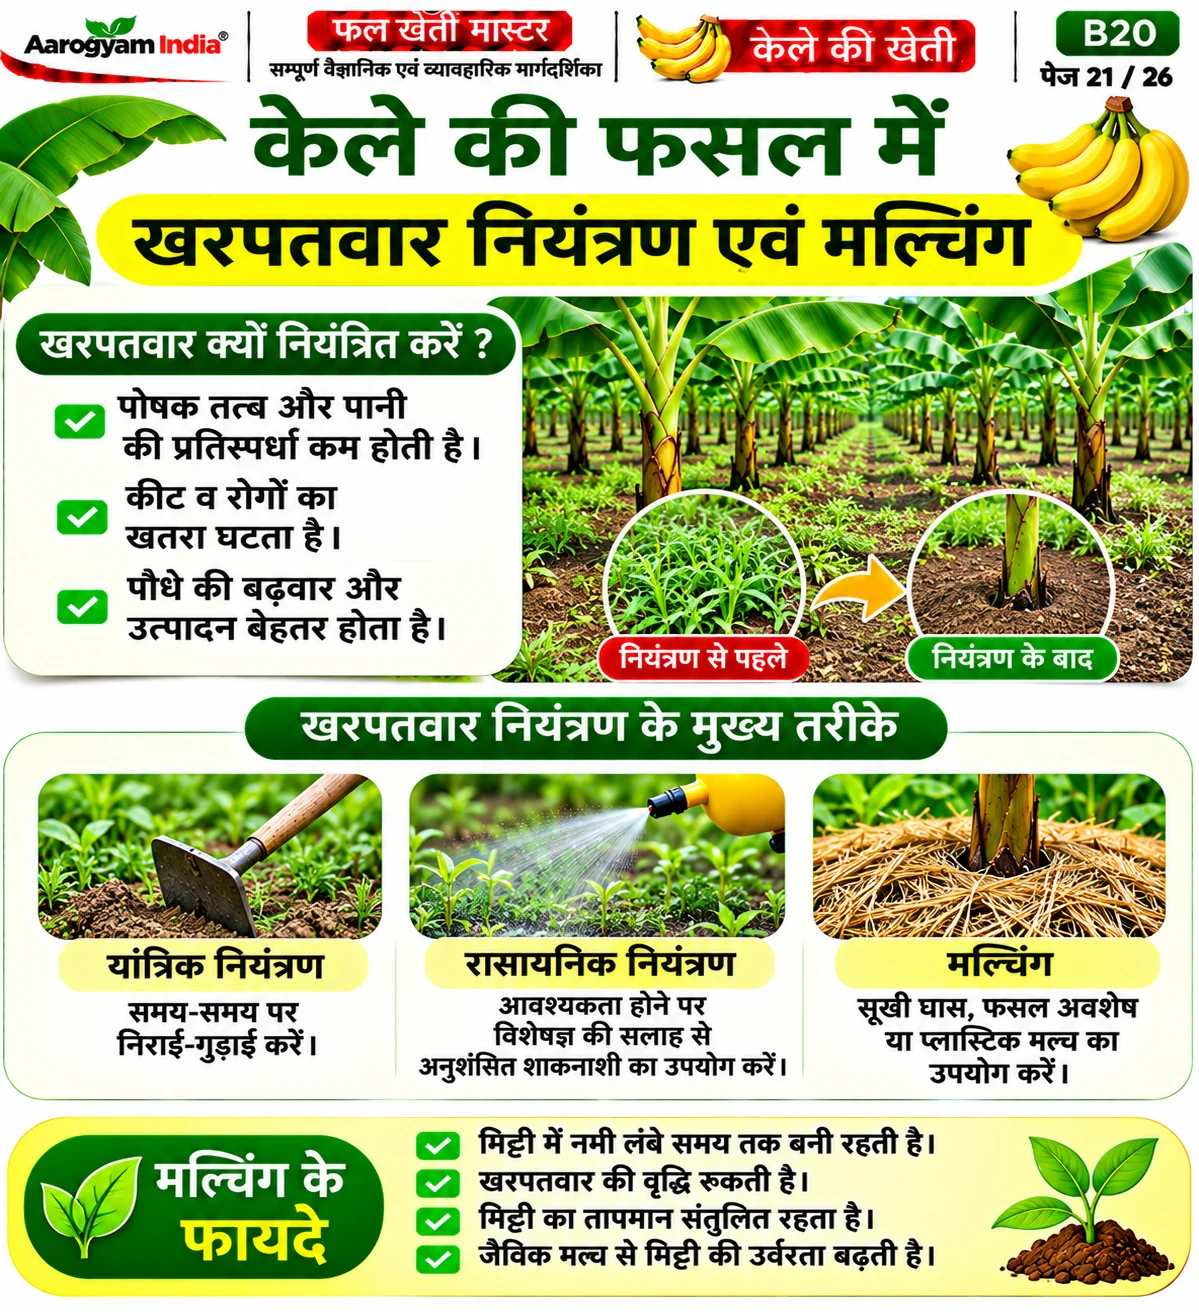 Aarogyam India®
फल खेती मास्टर
सम्पूर्ण वैज्ञानिक एवं व्यावहारिक मार्गदर्शिका
केले की खेती
B20
पेज 21 / 26
केले की फसल में
खरपतवार नियंत्रण एवं मल्चिंग
खरपतवार क्यों नियंत्रित करें ?
पोषक तत्ब और पानी
की प्रतिस्पर्धा कम होती है।
कीट व रोगों का
खतरा घटता है।
पौधे की बढ़वार और
उत्पादन बेहतर होता है।
नियंत्रण से पहले
नियंत्रण के बाद
खरपतवार नियंत्रण के मुख्य तरीके
यांत्रिक नियंत्रण
समय-समय पर
निराई-गुड़ाई करें।
रासायनिक नियंत्रण
आवश्यकता होने पर
विशेषज्ञ की सलाह से
अनुशंसित शाकनाशी का उपयोग करें।
मल्चिंग
सूखी घास, फसल अवशेष
या प्लास्टिक मल्च का
उपयोग करें।
मल्चिंग के
फायदे
मिट्टी में नमी लंबे समय तक बनी रहती है।
खरपतवार की वृद्धि रूकती है।
मिट्टी का तापमान संतुलित रहता है।
जैविक मल्च से मिट्टी की उर्वरता बढ़ती है।